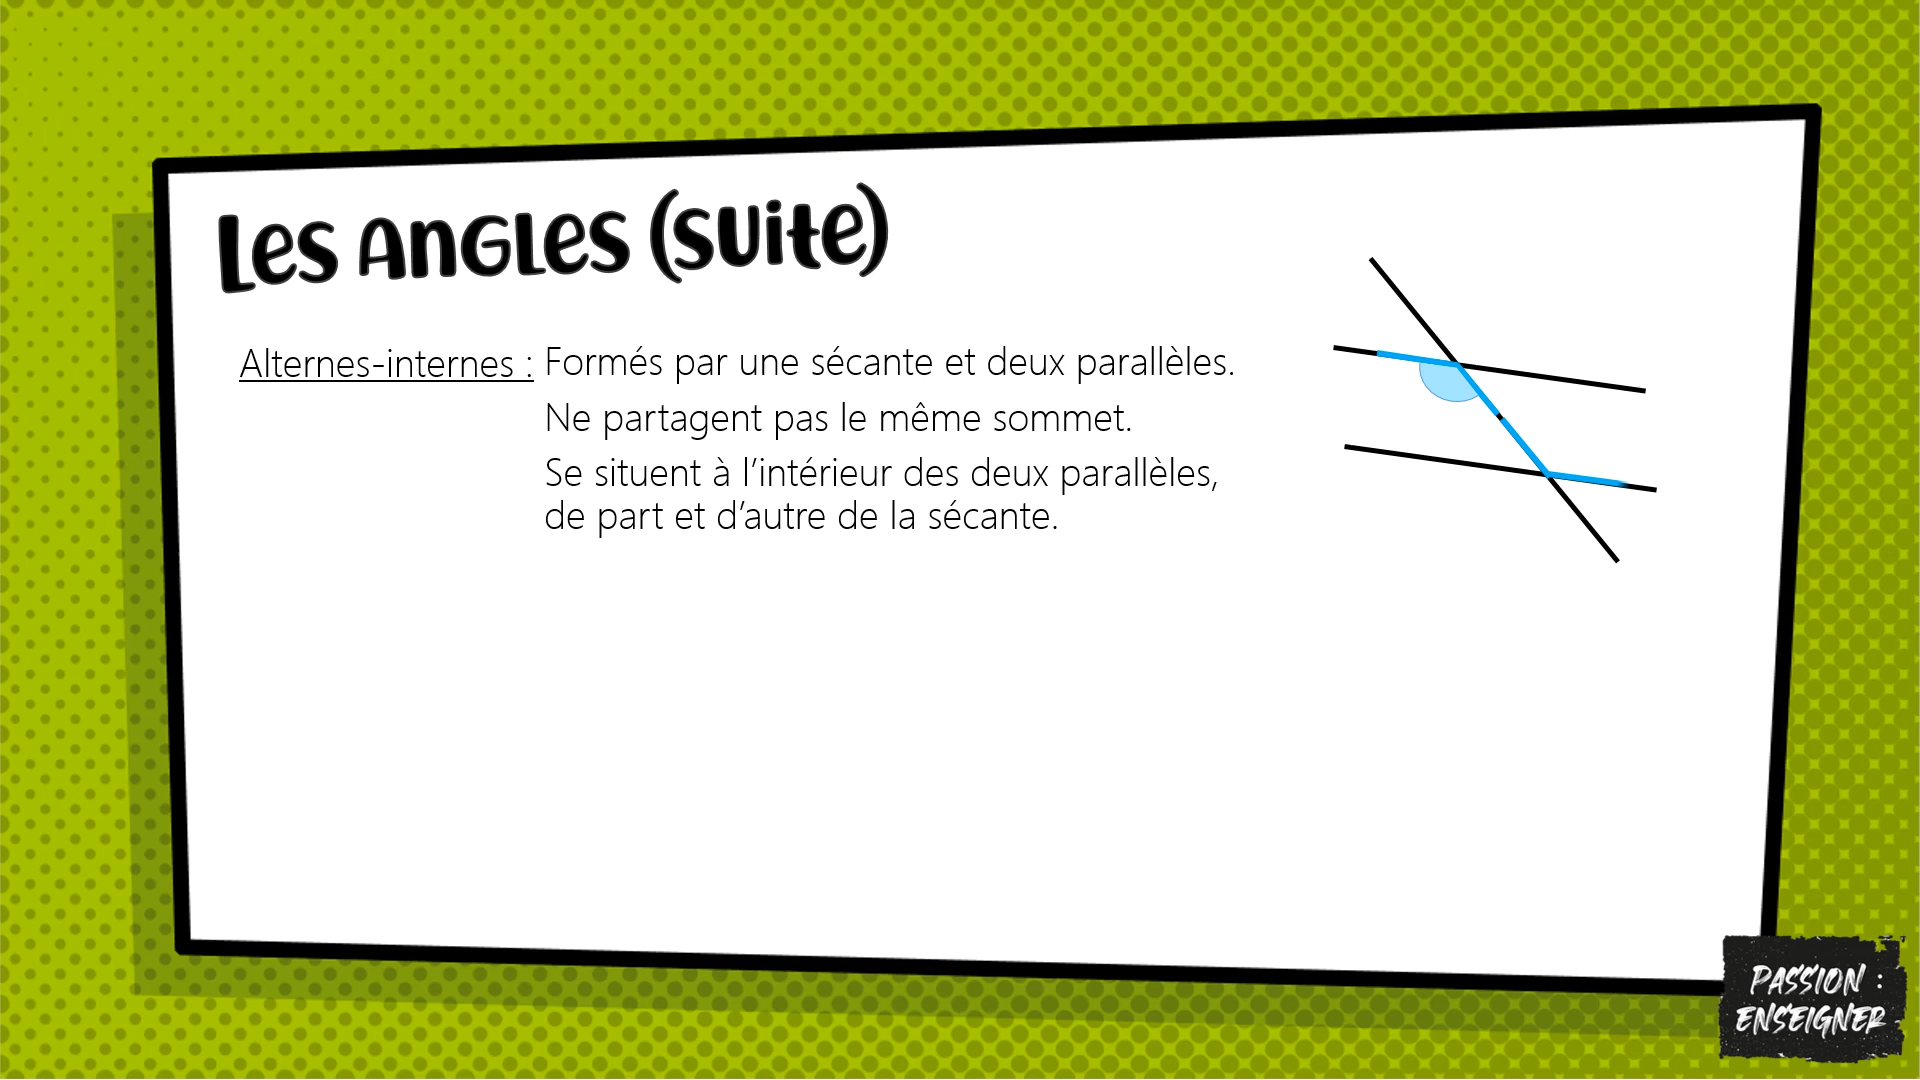 Les Angles (suite)
Alternes-internes : Formés par une sécante et deux parallèles.
Ne partagent pas le même sommet.
Se situent à l’intérieur des deux parallèles,
de part et d’autre de la sécante.
PASSION :
ENSEIGNER